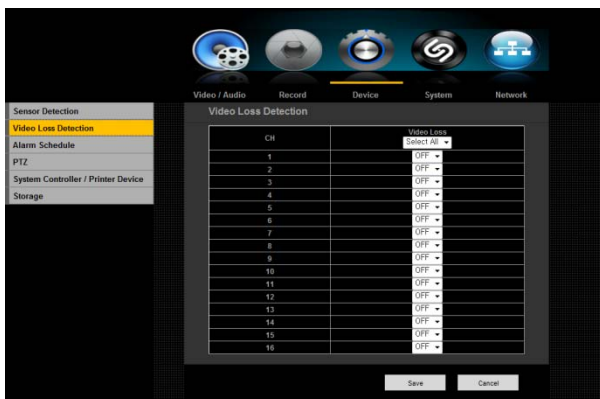 Video / Audio Record Device System Network
Sensor Detection
Video Loss Detection
Alarm Schedule
PTZ
System Controller / Printer Device
Storage
Video Loss Detection
CH Video Loss
Select All
1 OFF
2 OFF
3 OFF
4 OFF
5 OFF
6 OFF
7 OFF
8 OFF
9 OFF
10 OFF
11 OFF
12 OFF
13 OFF
14 OFF
15 OFF
16 OFF
Save Cancel